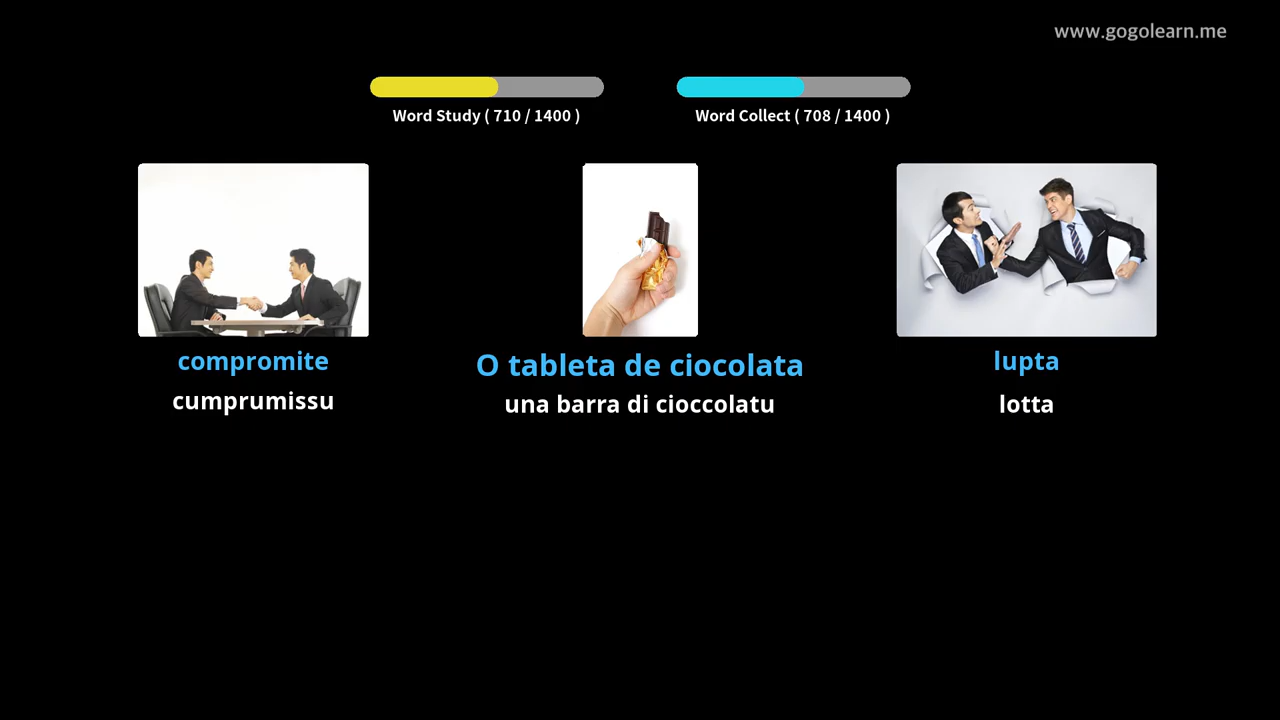 www.gogolearn.me
Word Study ( 710 / 1400 )
Word Collect ( 708 / 1400 )
compromite
cumprumissu
O tableta de ciocolata
una barra di cioccolatu
lupta
lotta